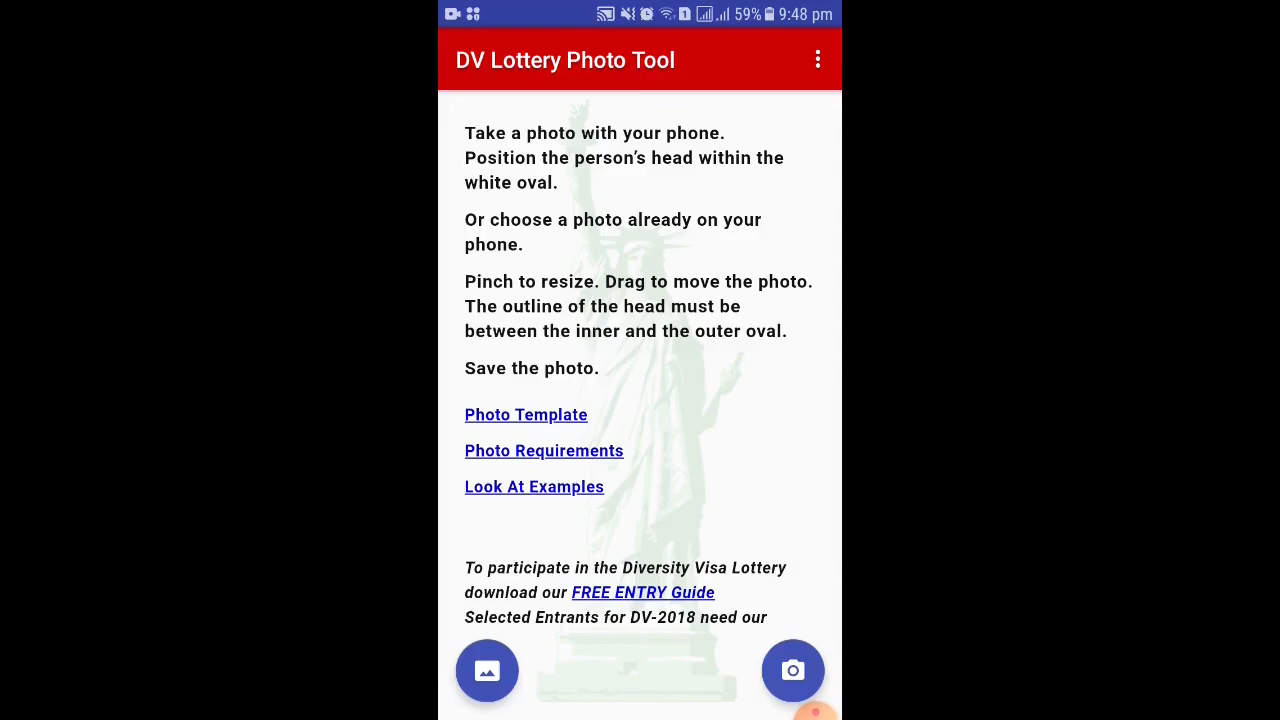 59% 9:48 pm
DV Lottery Photo Tool
Take a photo with your phone.
Position the person’s head within the
white oval.
Or choose a photo already on your
phone.
Pinch to resize. Drag to move the photo.
The outline of the head must be
between the inner and the outer oval.
Save the photo.
Photo Template
Photo Requirements
Look At Examples
To participate in the Diversity Visa Lottery
download our FREE ENTRY Guide
Selected Entrants for DV-2018 need our